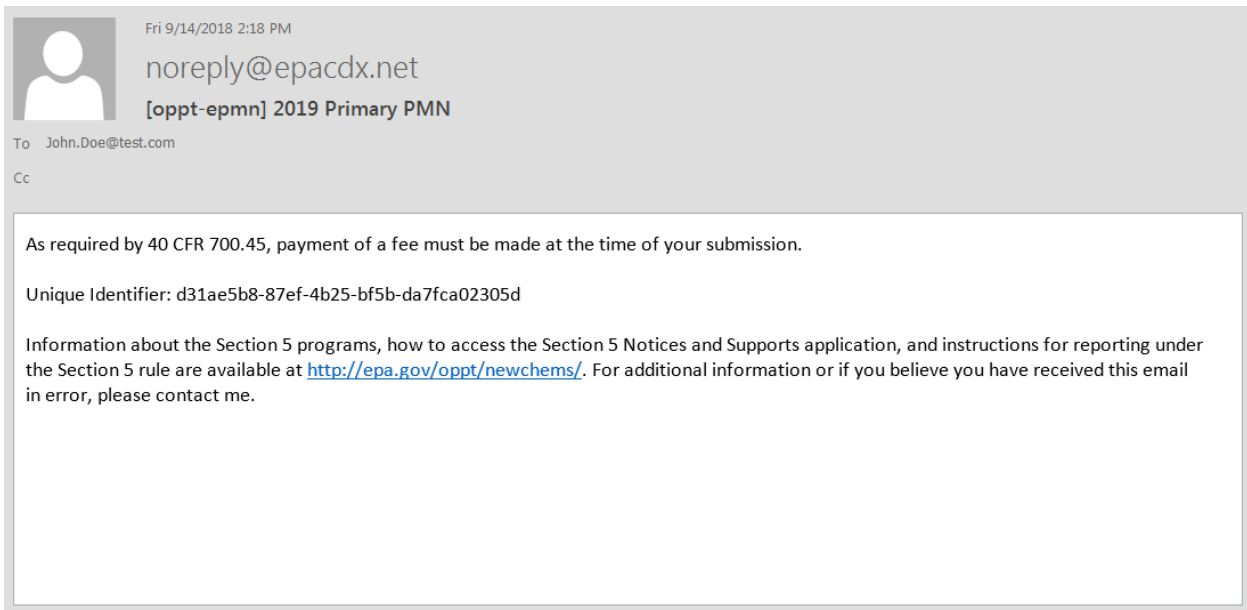 Fri 9/14/2018 2:18 PM
noreply@epacdx.net
[oppt-epmn] 2019 Primary PMN
To John.Doe@test.com
Cc
As required by 40 CFR 700.45, payment of a fee must be made at the time of your submission.
Unique Identifier: d31ae5b8-87ef-4b25-bf5b-da7fca02305d
Information about the Section 5 programs, how to access the Section 5 Notices and Supports application, and instructions for reporting under
the Section 5 rule are available at http://epa.gov/oppt/newchems/. For additional information or if you believe you have received this email
in error, please contact me.